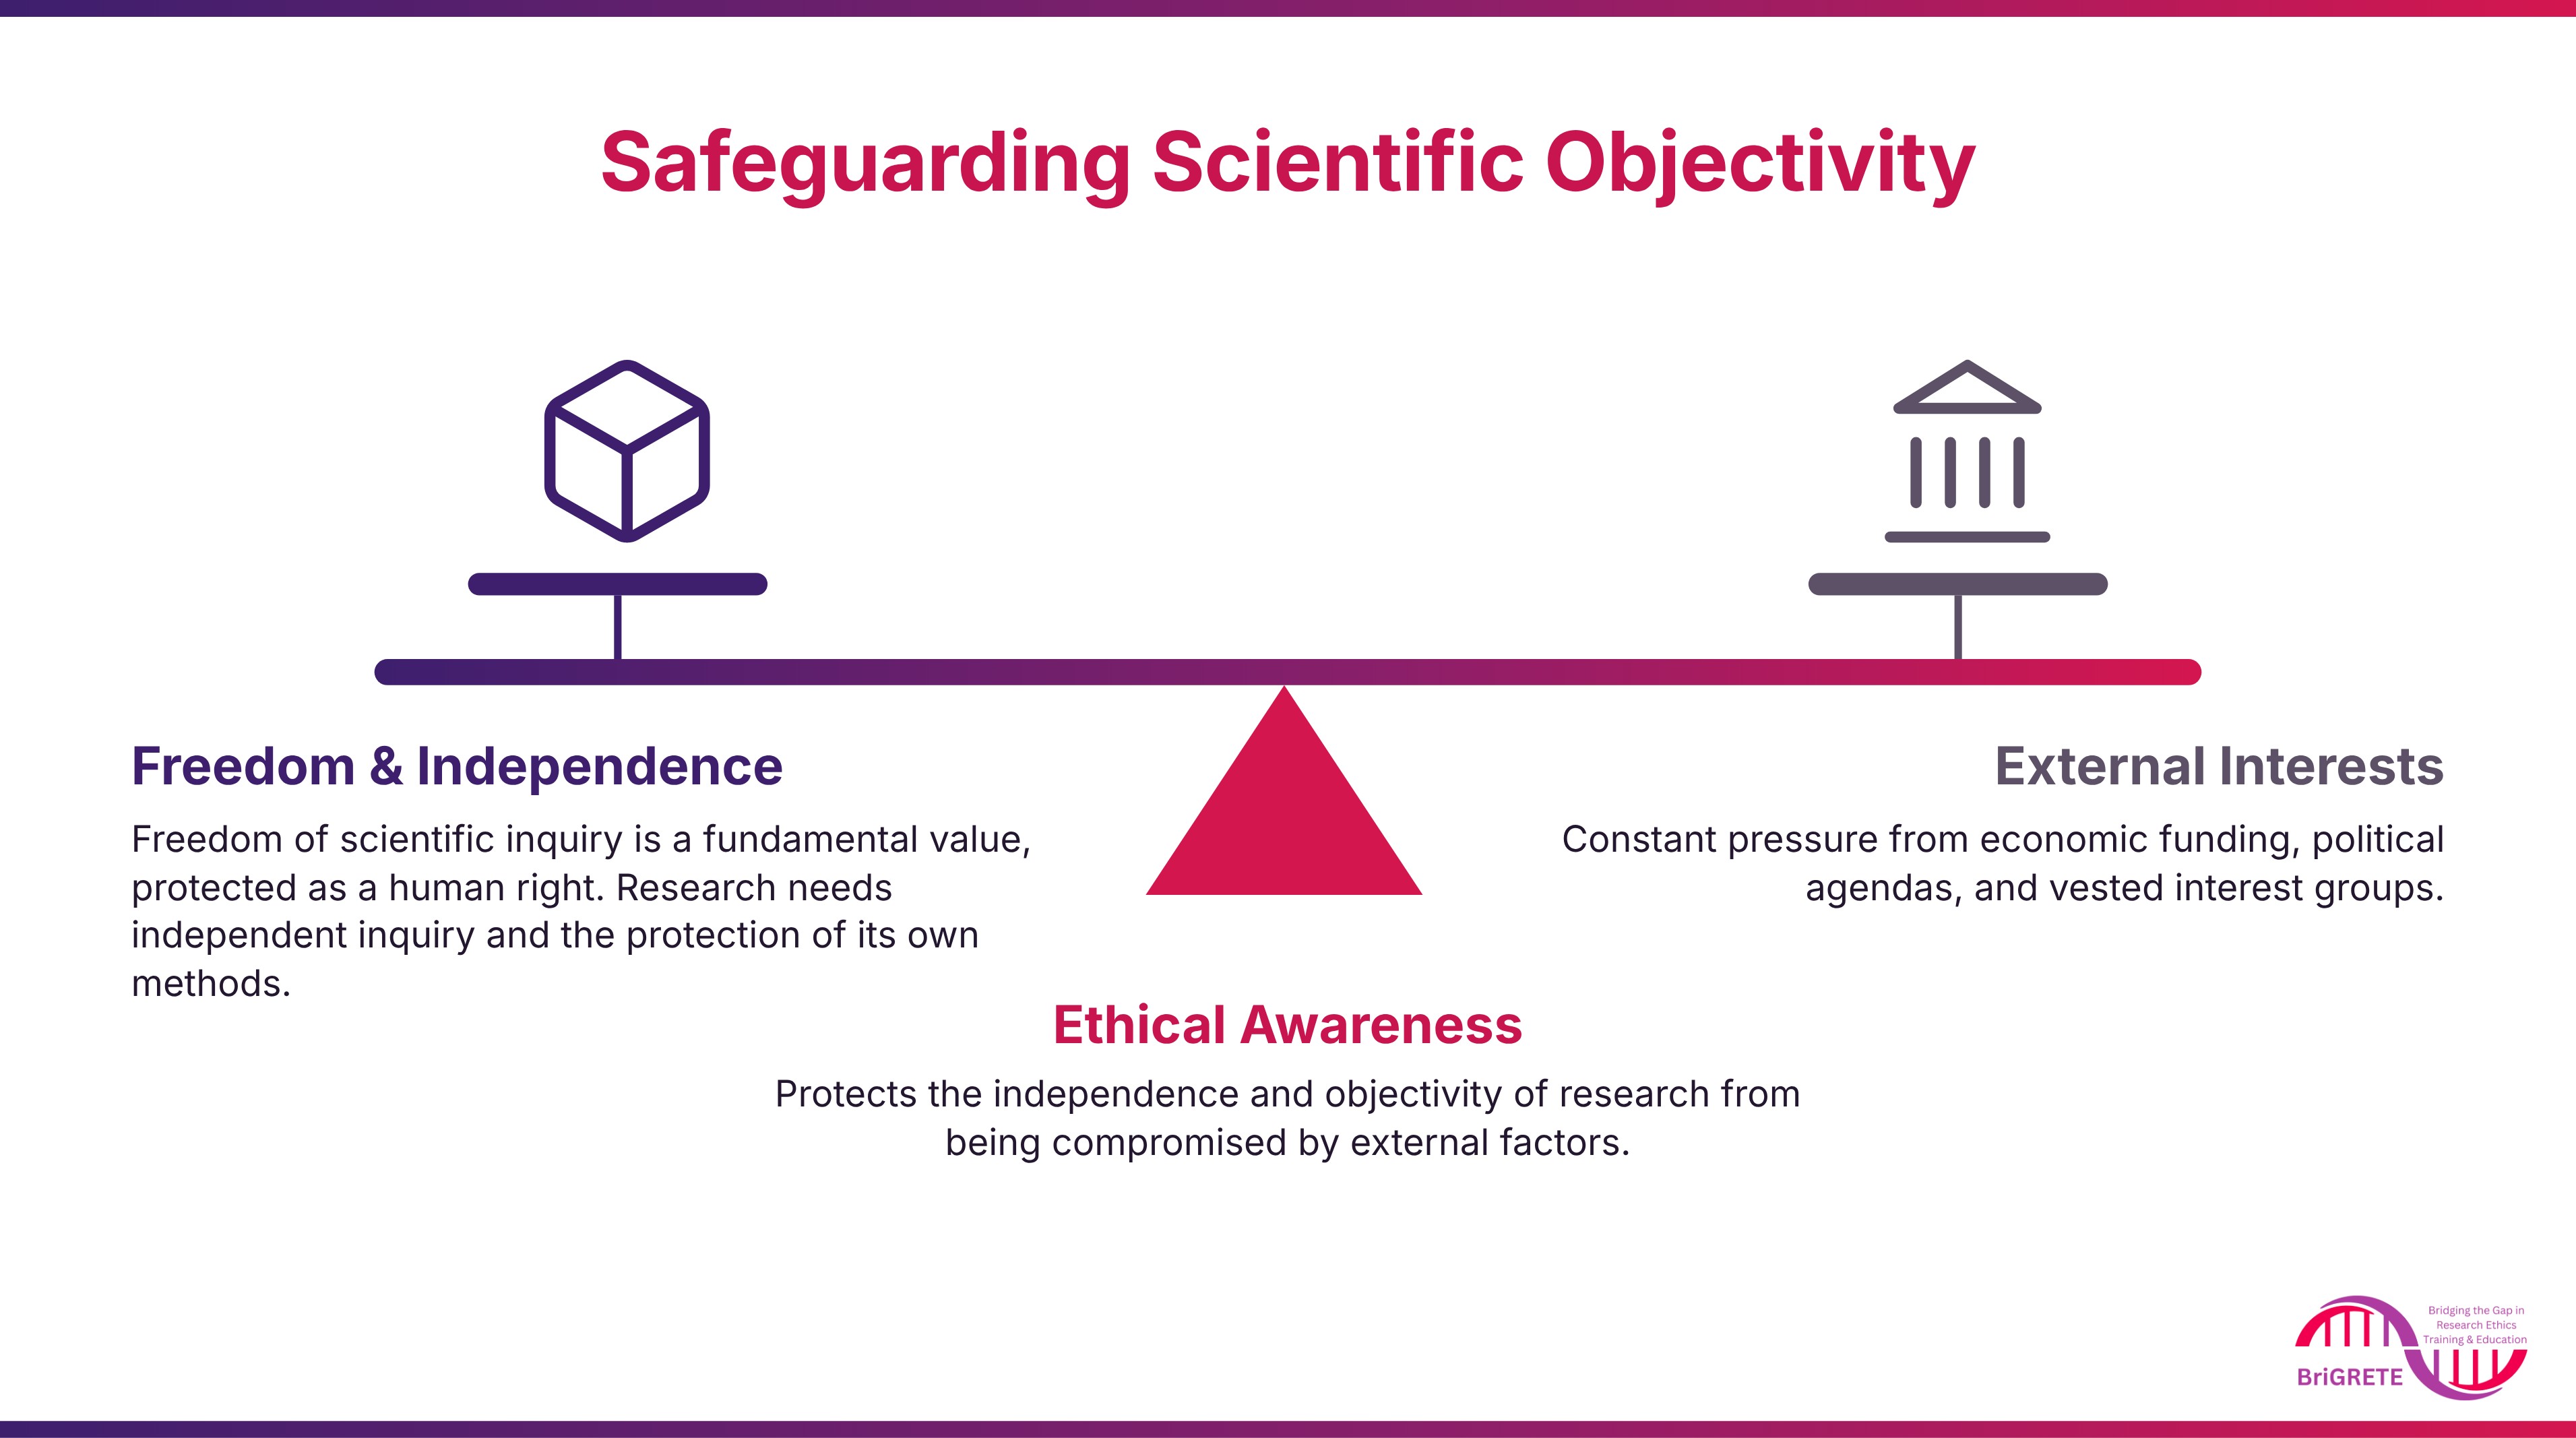 Safeguarding Scientific Objectivity
Freedom & Independence
Freedom of scientific inquiry is a fundamental value,
protected as a human right. Research needs
independent inquiry and the protection of its own
methods.
External Interests
Constant pressure from economic funding, political
agendas, and vested interest groups.
Ethical Awareness
Protects the independence and objectivity of research from
being compromised by external factors.
Bridging the Gap in
Research Ethics
Training & Education
BriGRETE